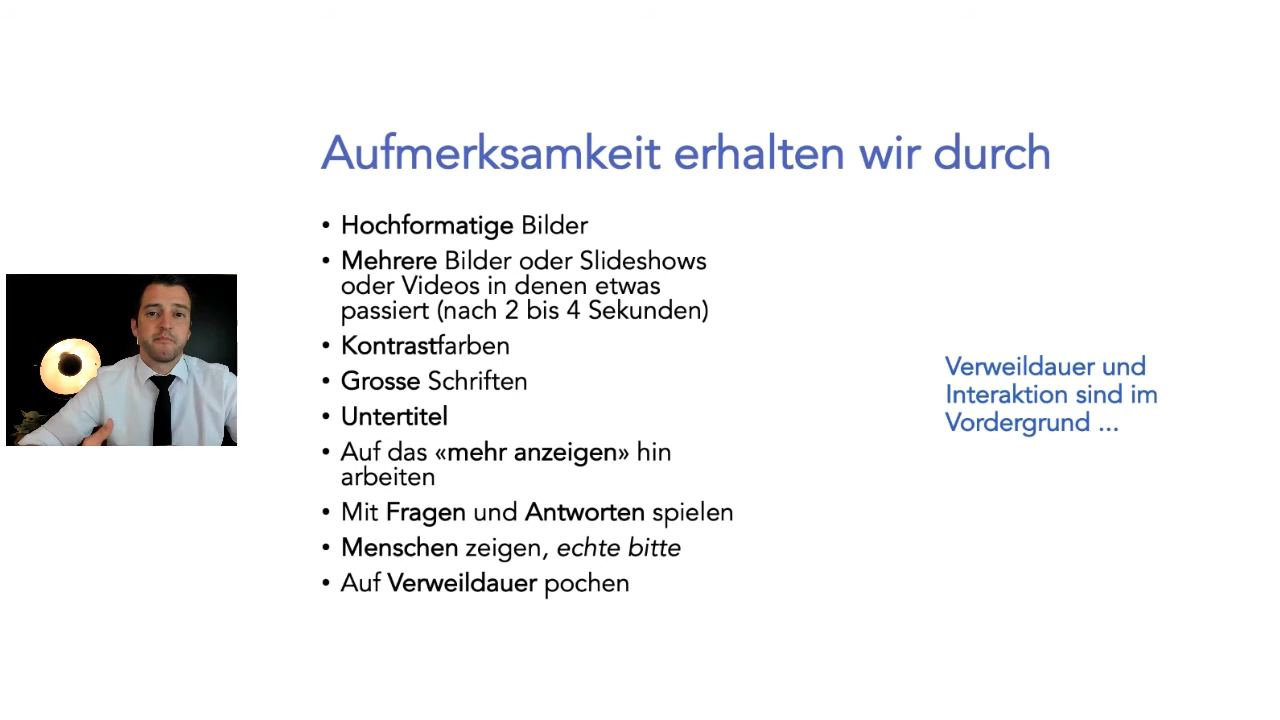 Aufmerksamkeit erhalten wir durch
• Hochformatige Bilder
• Mehrere Bilder oder Slideshows
oder Videos in denen etwas
passiert (nach 2 bis 4 Sekunden)
• Kontrastfarben
• Grosse Schriften
• Untertitel
• Auf das «mehr anzeigen» hin
arbeiten
• Mit Fragen und Antworten spielen
• Menschen zeigen, echte bitte
• Auf Verweildauer pochen
Verweildauer und
Interaktion sind im
Vordergrund ...